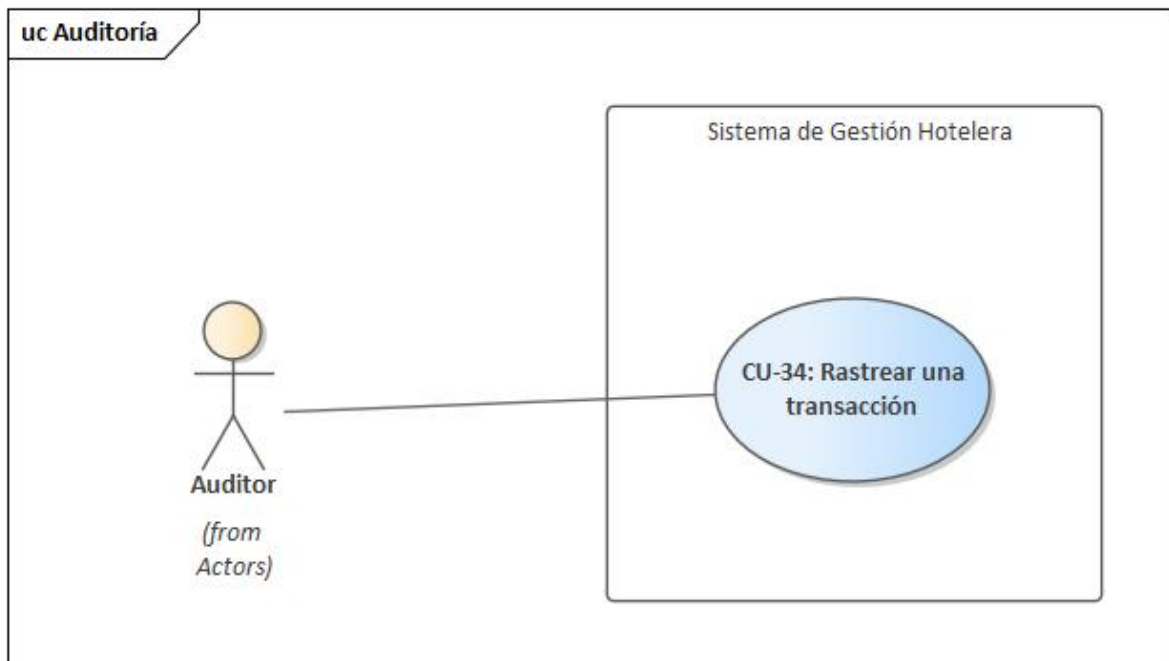 uc Auditoría
Sistema de Gestión Hotelera
CU-34: Rastrear una
transacción
Auditor
(from
Actors)